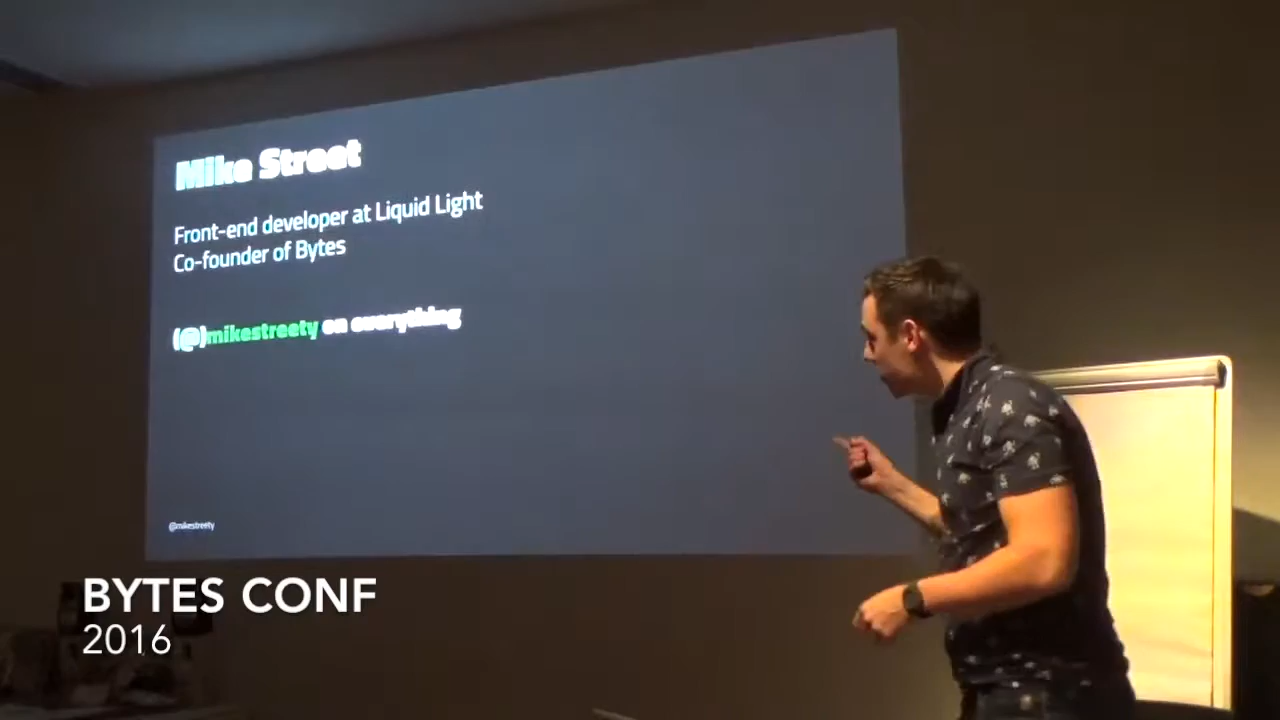 Mike Street
Front-end developer at Liquid Light
Co-founder of Bytes
(@)mikestreety on everything
@mikestreety
BYTES CONF
2016